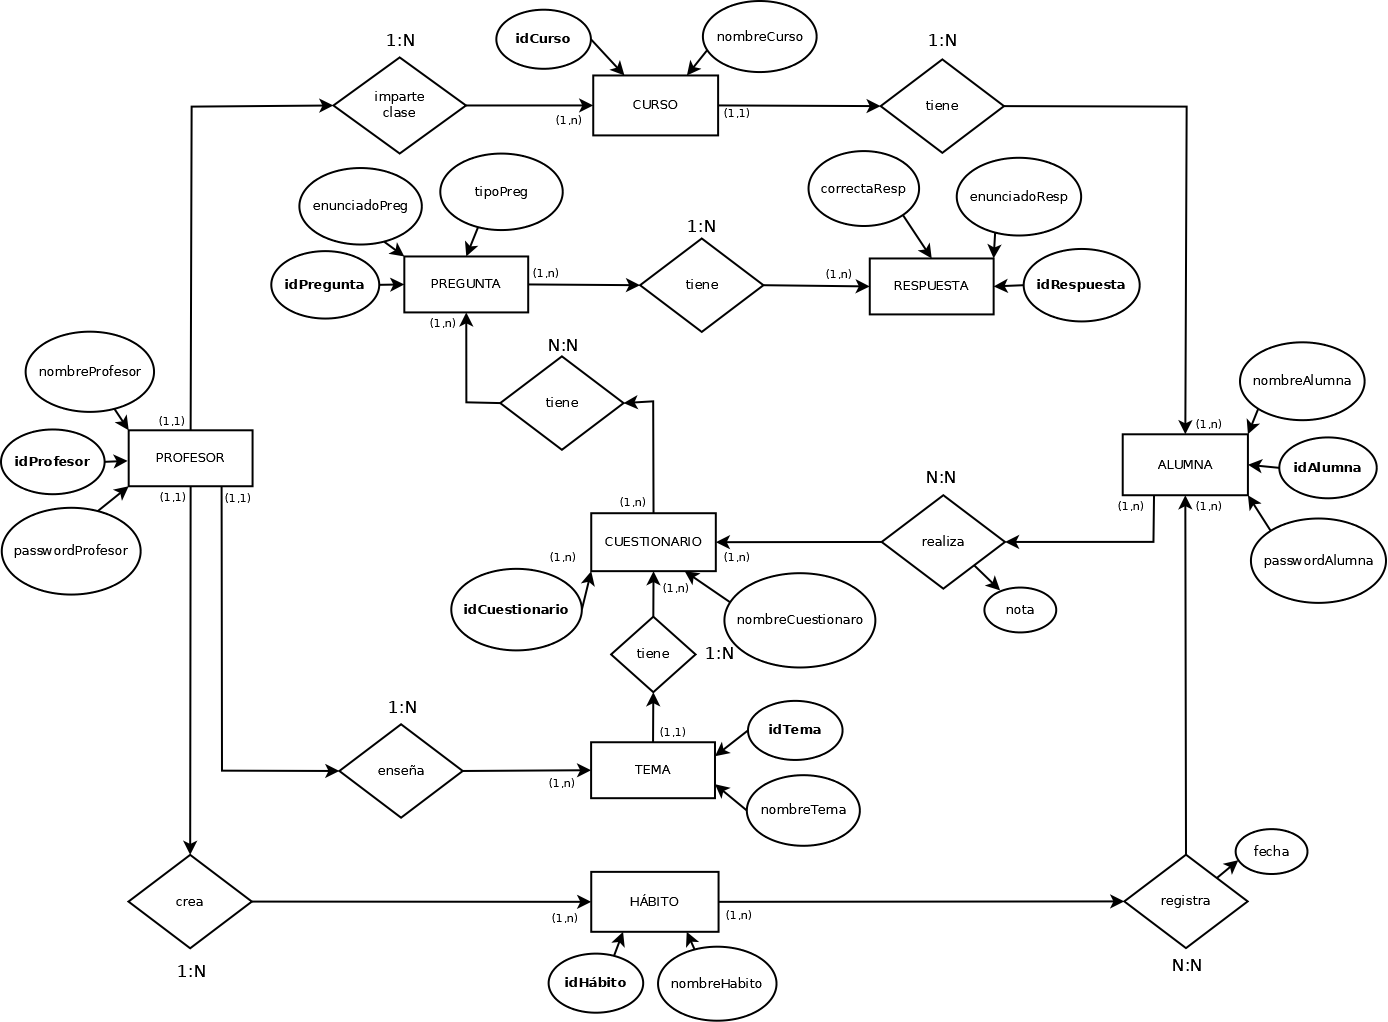 1:N
idCurso
nombreCurso
1:N
imparte
clase
CURSO
tiene
(1,n)
(1,1)
enunciadoPreg
tipoPreg
1:N
correctaResp
enunciadoResp
idPregunta
PREGUNTA
(1,n)
tiene
(1,n)
RESPUESTA
idRespuesta
(1,n)
N:N
tiene
nombreProfesor
nombreAlumna
(1,1)
(1,n)
idProfesor
PROFESOR
ALUMNA
idAlumna
(1,1)
(1,1)
(1,n)
N:N
(1,n)
(1,n)
passwordProfesor
CUESTIONARIO
realiza
passwordAlumna
(1,n)
(1,n)
(1,n)
idCuestionario
nombreCuestionaro
nota
tiene
1:N
1:N
(1,1)
idTema
enseña
TEMA
(1,n)
nombreTema
fecha
crea
HÁBITO
registra
(1,n)
(1,n)
1:N
idHábito
nombreHabito
N:N